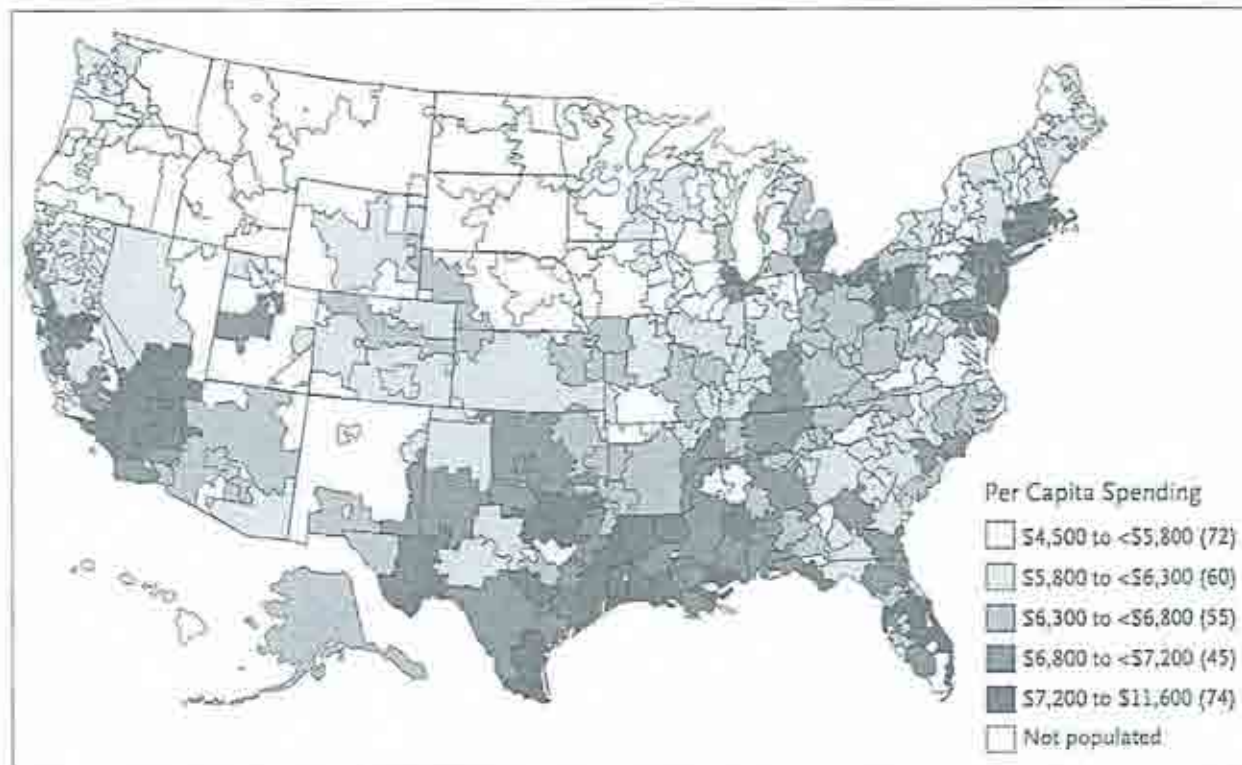 Per Capita Spending
$4,500 to <$5,800 (72)
$5,800 to <$6,300 (60)
$6,300 to <$6,800 (55)
$6,800 to <$7,200 (45)
$7,200 to $11,600 (74)
Not populated